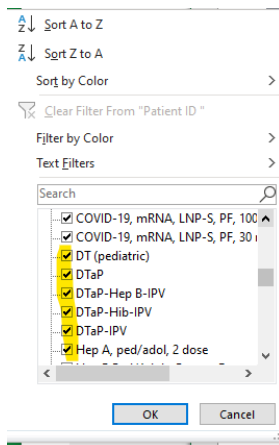 Sort A to Z
Sort Z to A
Sort by Color
Clear Filter From "Patient ID "
Filter by Color
Text Filters
Search
COVID-19, mRNA, LNP-S, PF, 100
COVID-19, mRNA, LNP-S, PF, 30
DT (pediatric)
DTaP
DTaP-Hep B-IPV
DTaP-Hib-IPV
DTaP-IPV
Hep A, ped/adol, 2 dose
OK Cancel